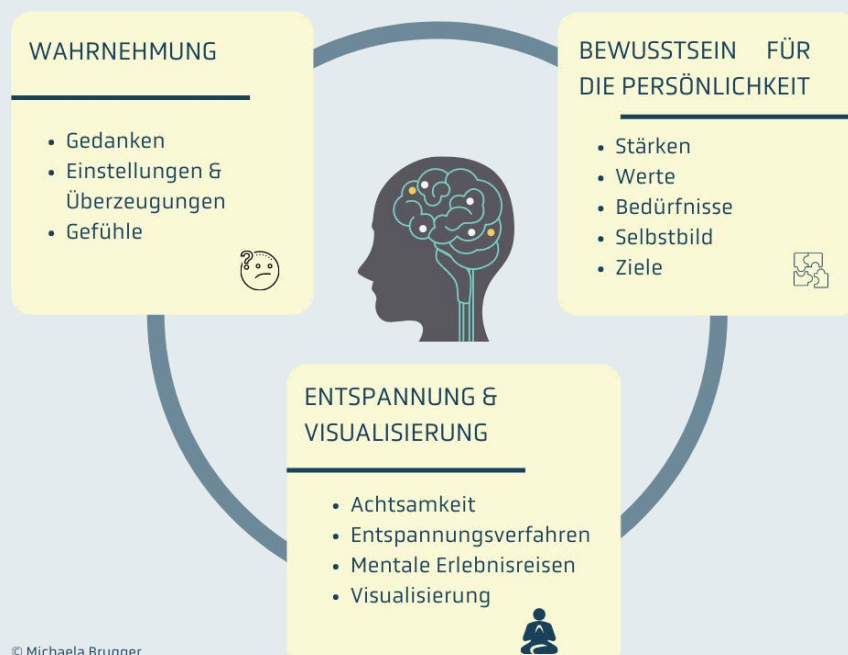 WAHRNEHMUNG
• Gedanken
• Einstellungen &
Überzeugungen
• Gefühle
?
BEWUSSTSEIN FÜR
DIE PERSÖNLICHKEIT
• Stärken
• Werte
• Bedürfnisse
• Selbstbild
• Ziele
ENTSPANNUNG &
VISUALISIERUNG
• Achtsamkeit
• Entspannungsverfahren
• Mentale Erlebnisreisen
• Visualisierung
© Michaela Brugger